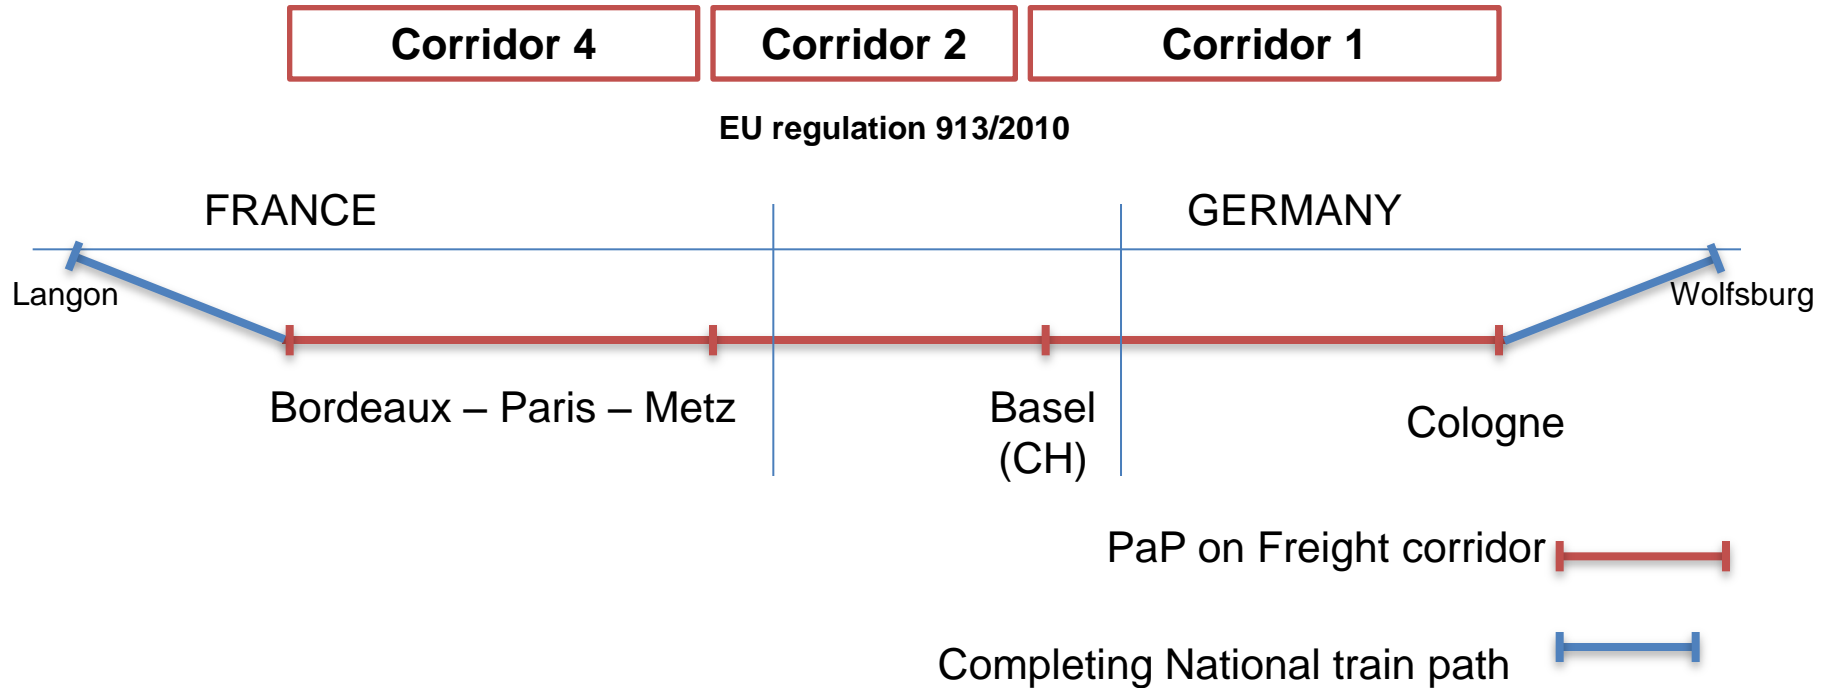 Corridor 4
Corridor 2
Corridor 1
EU regulation 913/2010
FRANCE
GERMANY
Langon
Wolfsburg
Bordeaux – Paris – Metz
Basel
(CH)
Cologne
PaP on Freight corridor
Completing National train path